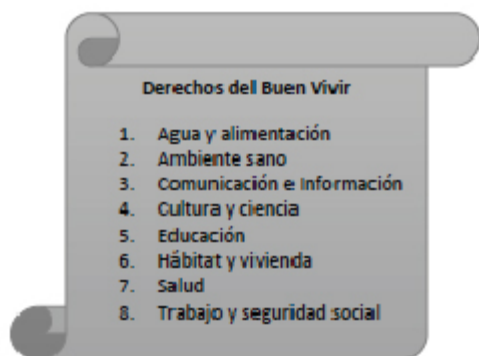 Derechos del Buen Vivir
1. Agua y alimentación
2. Ambiente sano
3. Comunicación e Información
4. Cultura y ciencia
5. Educación
6. Hábitat y vivienda
7. Salud
8. Trabajo y seguridad social